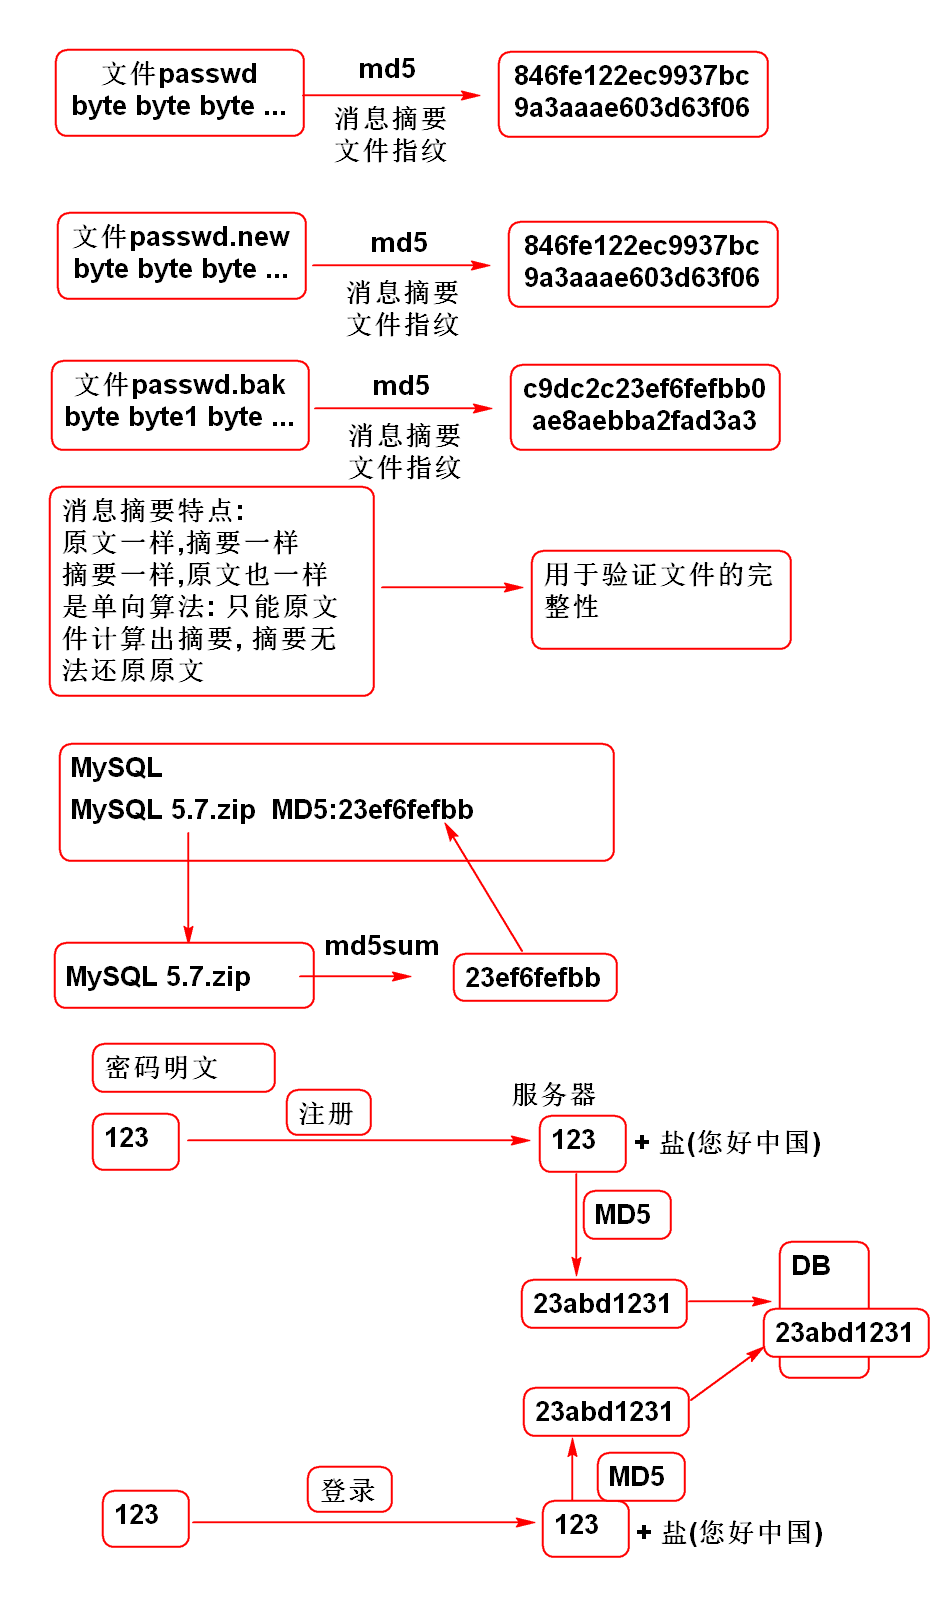 文件passwd
byte byte byte ...
md5
消息摘要
文件指纹
846fe122ec9937bc
9a3aaae603d63f06
文件passwd.new
byte byte byte ...
md5
消息摘要
文件指纹
846fe122ec9937bc
9a3aaae603d63f06
文件passwd.bak
byte byte1 byte ...
md5
消息摘要
文件指纹
c9dc2c23ef6fefbb0
ae8aebba2fad3a3
消息摘要特点:
原文一样,摘要一样
摘要一样,原文也一样
是单向算法: 只能原文
件计算出摘要, 摘要无
法还原原文
用于验证文件的完
整性
MySQL
MySQL 5.7.zip  MD5:23ef6fefbb
MySQL 5.7.zip
md5sum
23ef6fefbb
密码明文
123
注册
服务器
123
+ 盐(您好中国)
MD5
23abd1231
DB
23abd1231
23abd1231
MD5
123
登录
123
+ 盐(您好中国)